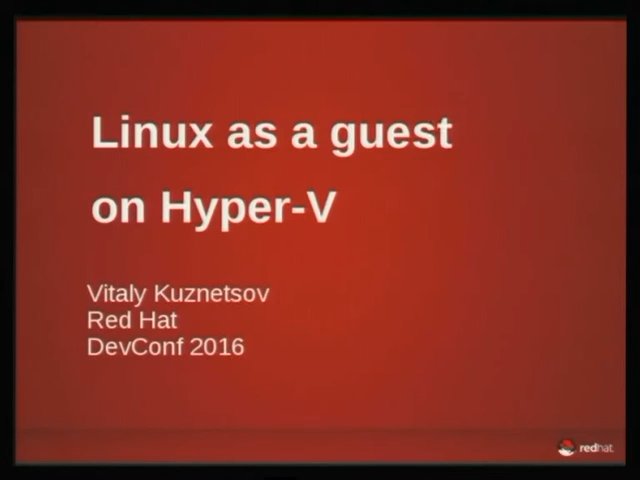 Linux as a guest
on Hyper-V
Vitaly Kuznetsov
Red Hat
DevConf 2016
redhat.